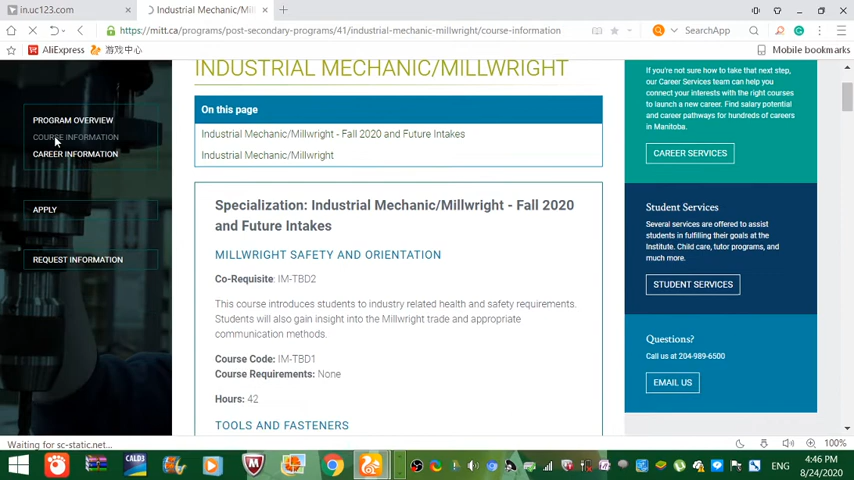 in.uc123.com
Industrial Mechanic/Mil
https://mitt.ca/programs/post-secondary-programs/41/industrial-mechanic-millwright/course-information
SearchApp
AliExpress
游戏中心
Mobile bookmarks
PROGRAM OVERVIEW
COURSE INFORMATION
CAREER INFORMATION
APPLY
REQUEST INFORMATION
INDUSTRIAL MECHANIC/MILLWRIGHT
On this page
Industrial Mechanic/Millwright - Fall 2020 and Future Intakes
Industrial Mechanic/Millwright
Specialization: Industrial Mechanic/Millwright - Fall 2020
and Future Intakes
MILLWRIGHT SAFETY AND ORIENTATION
Co-Requisite: IM-TBD2
This course introduces students to industry related health and safety requirements.
Students will also gain insight into the Millwright trade and appropriate
communication methods.
Course Code: IM-TBD1
Course Requirements: None
Hours: 42
TOOLS AND FASTENERS
If you're not sure how to take that next step,
our Career Services team can help you
connect your interests with the right courses
to launch a new career. Find salary potential
and career pathways for hundreds of careers
in Manitoba.
CAREER SERVICES
Student Services
Several services are offered to assist
students in fulfilling their goals at the
Institute. Child care, tutor programs, and
much more.
STUDENT SERVICES
Questions?
Call us at 204-989-6500
EMAIL US
Waiting for sc-static.net...
100%
CALD3
ENG
4:46 PM
8/24/2020